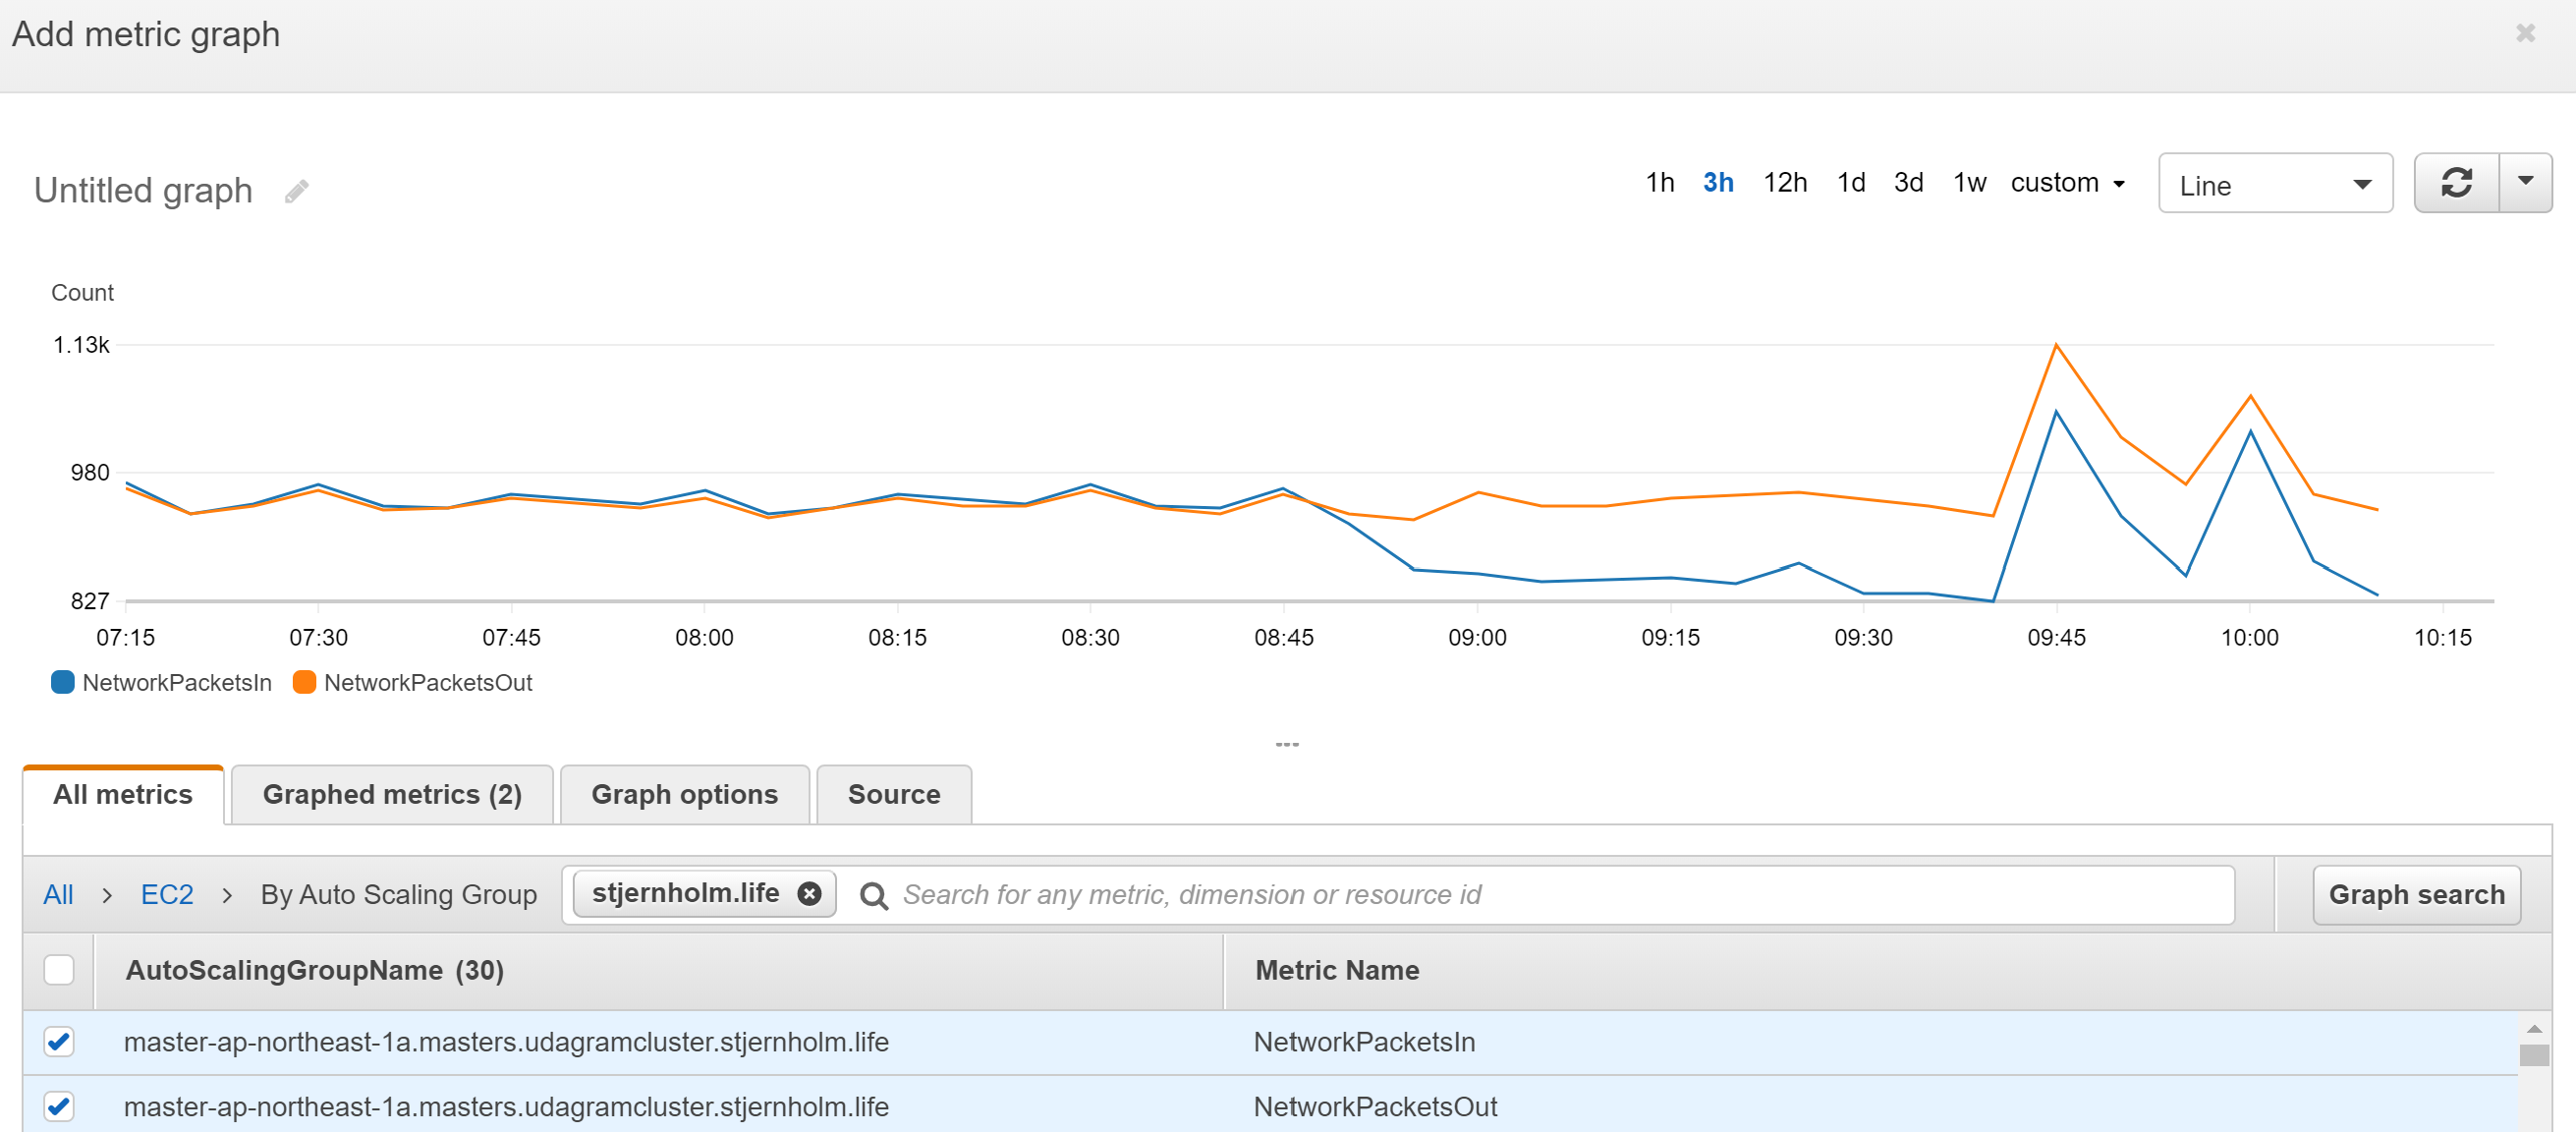 Add metric graph
Untitled graph
1h 3h 12h 1d 3d 1w custom Line
Count
1.13k
980
827
07:15 07:30 07:45 08:00 08:15 08:30 08:45 09:00 09:15 09:30 09:45 10:00 10:15
NetworkPacketsIn NetworkPacketsOut
All metrics Graphed metrics (2) Graph options Source
All > EC2 > By Auto Scaling Group stjernholm.life Search for any metric, dimension or resource id Graph search
AutoScalingGroupName (30) Metric Name
master-ap-northeast-1a.masters.udagramcluster.stjernholm.life NetworkPacketsIn
master-ap-northeast-1a.masters.udagramcluster.stjernholm.life NetworkPacketsOut